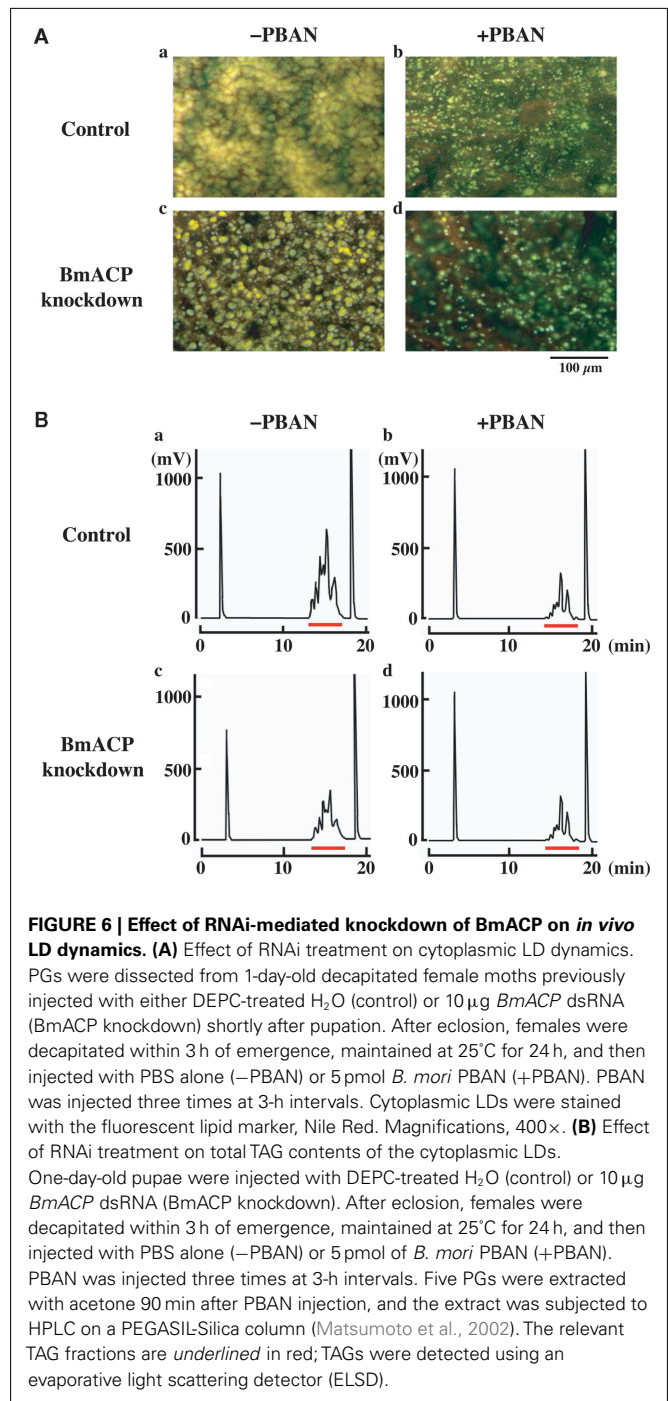 A
−PBAN
+PBAN
a
b
Control
c
d
BmACP
knockdown
100 µm
B
−PBAN
+PBAN
a
b
(mV)
(mV)
1000
1000
Control
500
500
0
0
0 10 20 (min)
0 10 20 (min)
c
d
1000
1000
BmACP
knockdown
500
500
0
0
0 10 20 (min)
0 10 20 (min)
FIGURE 6 | Effect of RNAi-mediated knockdown of BmACP on in vivo
LD dynamics. (A) Effect of RNAi treatment on cytoplasmic LD dynamics.
PGs were dissected from 1-day-old decapitated female moths previously
injected with either DEPC-treated H₂O (control) or 10 µg BmACP dsRNA
(BmACP knockdown) shortly after pupation. After eclosion, females were
decapitated within 3 h of emergence, maintained at 25°C for 24 h, and then
injected with PBS alone (−PBAN) or 5 pmol B. mori PBAN (+PBAN). PBAN
was injected three times at 3-h intervals. Cytoplasmic LDs were stained
with the fluorescent lipid marker, Nile Red. Magnifications, 400×. (B) Effect
of RNAi treatment on total TAG contents of the cytoplasmic LDs.
One-day-old pupae were injected with DEPC-treated H₂O (control) or 10 µg
BmACP dsRNA (BmACP knockdown). After eclosion, females were
decapitated within 3 h of emergence, maintained at 25°C for 24 h, and then
injected with PBS alone (−PBAN) or 5 pmol of B. mori PBAN (+PBAN).
PBAN was injected three times at 3-h intervals. Five PGs were extracted
with acetone 90 min after PBAN injection, and the extract was subjected to
HPLC on a PEGASIL-Silica column (Matsumoto et al., 2002). The relevant
TAG fractions are underlined in red; TAGs were detected using an
evaporative light scattering detector (ELSD).